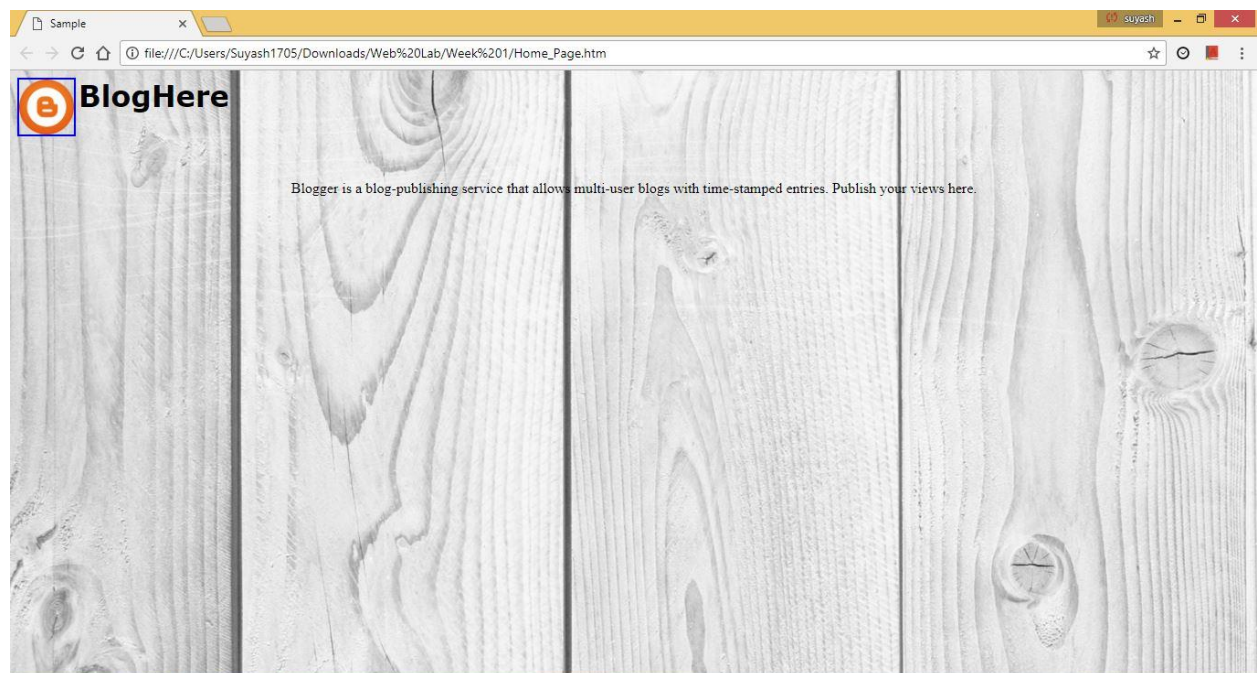 Sample
suyash
file:///C:/Users/Suyash1705/Downloads/Web%20Lab/Week%201/Home_Page.htm
BlogHere
Blogger is a blog-publishing service that allows multi-user blogs with time-stamped entries. Publish your views here.